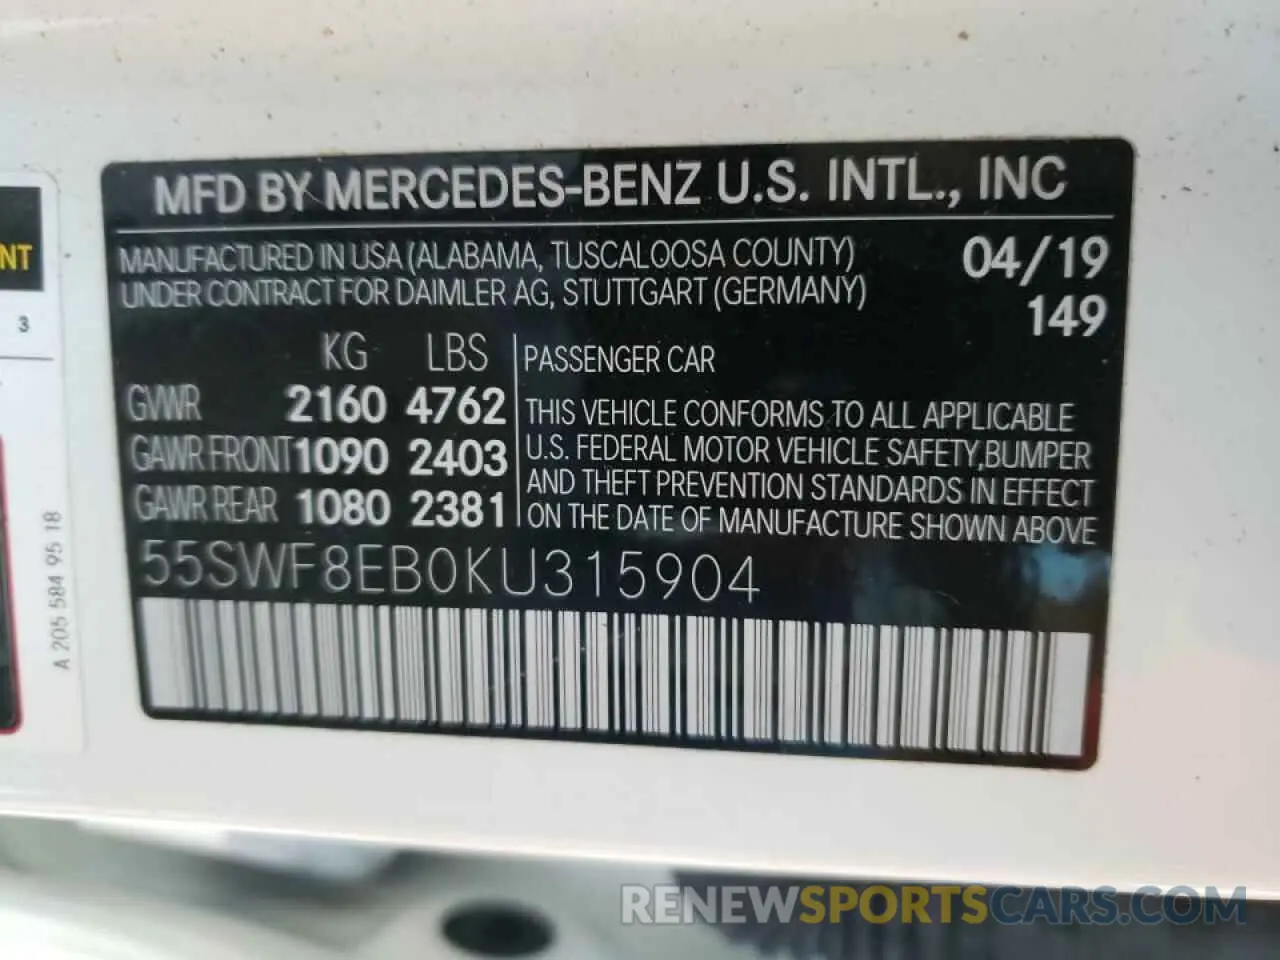 MFD BY MERCEDES-BENZ U.S. INTL., INC
MANUFACTURED IN USA (ALABAMA, TUSCALOOSA COUNTY)
UNDER CONTRACT FOR DAIMLER AG, STUTTGART (GERMANY)
04/19
149
KG LBS
GVWR 2160 4762
GAWR FRONT 1090 2403
GAWR REAR 1080 2381
PASSENGER CAR
THIS VEHICLE CONFORMS TO ALL APPLICABLE
U.S. FEDERAL MOTOR VEHICLE SAFETY,BUMPER
AND THEFT PREVENTION STANDARDS IN EFFECT
ON THE DATE OF MANUFACTURE SHOWN ABOVE
55SWF8EB0KU315904
NT
3
A 205 584 95 18
RENEWSPORTSCARS.COM